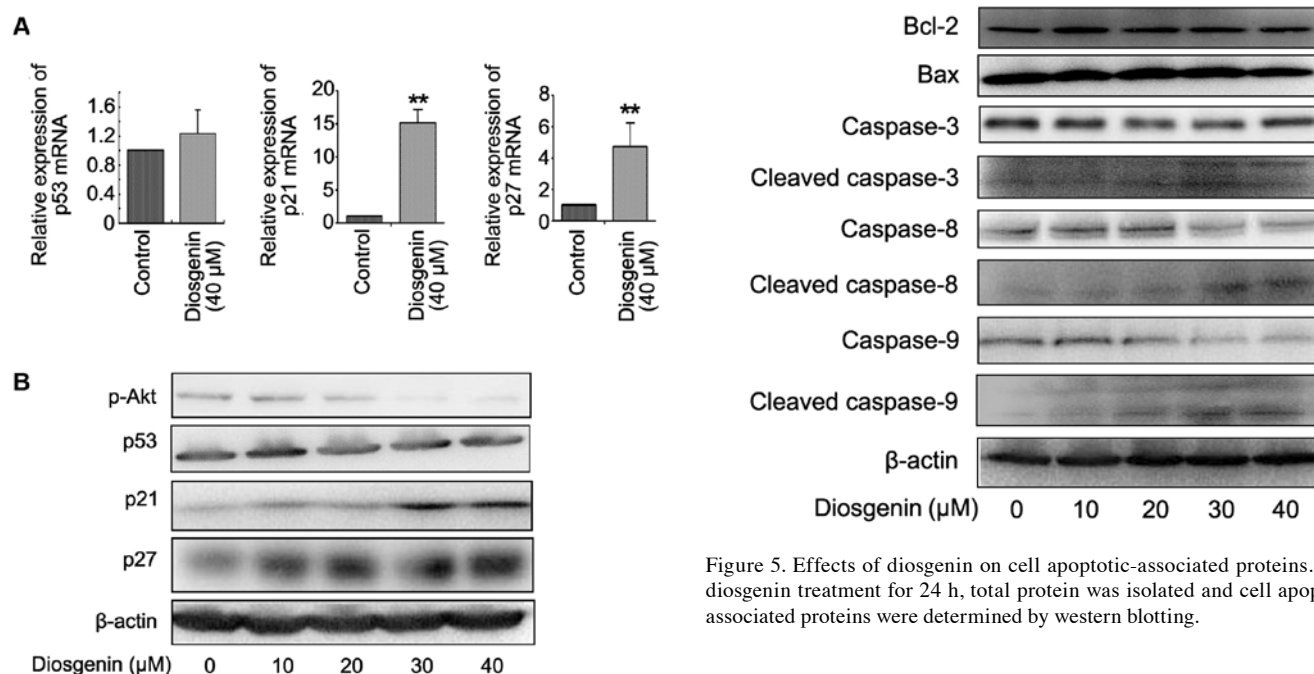 A
Relative expression of
p53 mRNA
1.6
1.2
0.8
0.4
0
Control
Diosgenin
(40 µM)
Relative expression of
p21 mRNA
20
15
10
5
0
**
Control
Diosgenin
(40 µM)
Relative expression of
p27 mRNA
8
6
4
2
0
**
Control
Diosgenin
(40 µM)
B
p-Akt
p53
p21
p27
β-actin
Diosgenin (µM) 0 10 20 30 40
Bcl-2
Bax
Caspase-3
Cleaved caspase-3
Caspase-8
Cleaved caspase-8
Caspase-9
Cleaved caspase-9
β-actin
Diosgenin (µM) 0 10 20 30 40
Figure 5. Effects of diosgenin on cell apoptotic-associated proteins.
diosgenin treatment for 24 h, total protein was isolated and cell apop
associated proteins were determined by western blotting.